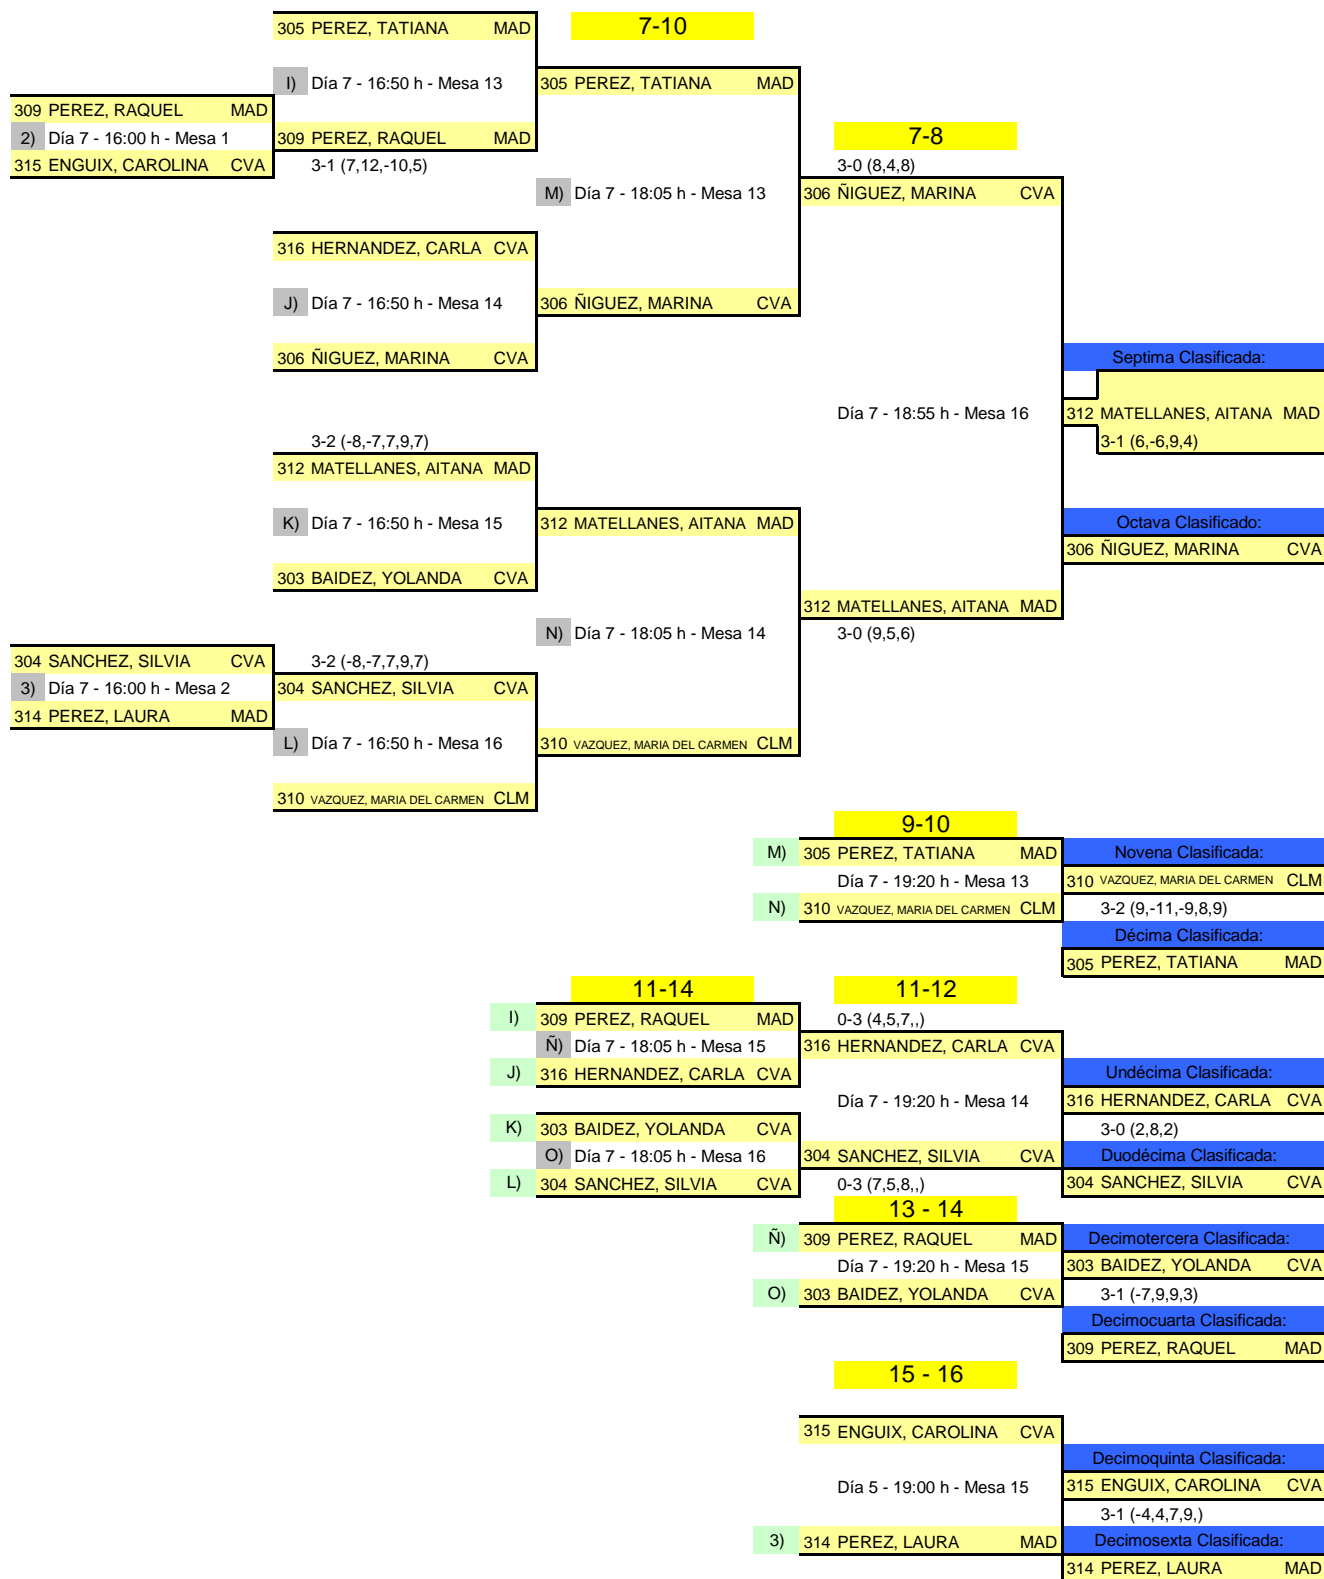 305 PEREZ, TATIANA MAD 7-10
I) Día 7 - 16:50 h - Mesa 13 305 PEREZ, TATIANA MAD
309 PEREZ, RAQUEL MAD
2) Día 7 - 16:00 h - Mesa 1 309 PEREZ, RAQUEL MAD 7-8
315 ENGUIX, CAROLINA CVA 3-1 (7,12,-10,5) 3-0 (8,4,8)
M) Día 7 - 18:05 h - Mesa 13 306 ÑIGUEZ, MARINA CVA
316 HERNANDEZ, CARLA CVA
J) Día 7 - 16:50 h - Mesa 14 306 ÑIGUEZ, MARINA CVA
306 ÑIGUEZ, MARINA CVA Septima Clasificada:
Día 7 - 18:55 h - Mesa 16 312 MATELLANES, AITANA MAD
3-2 (-8,-7,7,9,7) 3-1 (6,-6,9,4)
312 MATELLANES, AITANA MAD
K) Día 7 - 16:50 h - Mesa 15 312 MATELLANES, AITANA MAD Octava Clasificado:
306 ÑIGUEZ, MARINA CVA
303 BAIDEZ, YOLANDA CVA
312 MATELLANES, AITANA MAD
N) Día 7 - 18:05 h - Mesa 14 3-0 (9,5,6)
304 SANCHEZ, SILVIA CVA 3-2 (-8,-7,7,9,7)
3) Día 7 - 16:00 h - Mesa 2 304 SANCHEZ, SILVIA CVA
314 PEREZ, LAURA MAD
L) Día 7 - 16:50 h - Mesa 16 310 VAZQUEZ, MARIA DEL CARMEN CLM
310 VAZQUEZ, MARIA DEL CARMEN CLM
9-10
M) 305 PEREZ, TATIANA MAD Novena Clasificada:
Día 7 - 19:20 h - Mesa 13 310 VAZQUEZ, MARIA DEL CARMEN CLM
N) 310 VAZQUEZ, MARIA DEL CARMEN CLM 3-2 (9,-11,-9,8,9)
Décima Clasificada:
305 PEREZ, TATIANA MAD
11-14 11-12
I) 309 PEREZ, RAQUEL MAD 0-3 (4,5,7,,)
Ñ) Día 7 - 18:05 h - Mesa 15 316 HERNANDEZ, CARLA CVA
J) 316 HERNANDEZ, CARLA CVA Undécima Clasificada:
Día 7 - 19:20 h - Mesa 14 316 HERNANDEZ, CARLA CVA
K) 303 BAIDEZ, YOLANDA CVA 3-0 (2,8,2)
O) Día 7 - 18:05 h - Mesa 16 304 SANCHEZ, SILVIA CVA Duodécima Clasificada:
L) 304 SANCHEZ, SILVIA CVA 0-3 (7,5,8,,) 304 SANCHEZ, SILVIA CVA
13 - 14
Ñ) 309 PEREZ, RAQUEL MAD Decimotercera Clasificada:
Día 7 - 19:20 h - Mesa 15 303 BAIDEZ, YOLANDA CVA
O) 303 BAIDEZ, YOLANDA CVA 3-1 (-7,9,9,3)
Decimocuarta Clasificada:
309 PEREZ, RAQUEL MAD
15 - 16
315 ENGUIX, CAROLINA CVA
Decimoquinta Clasificada:
Día 5 - 19:00 h - Mesa 15 315 ENGUIX, CAROLINA CVA
3-1 (-4,4,7,9,)
3) 314 PEREZ, LAURA MAD Decimosexta Clasificada:
314 PEREZ, LAURA MAD